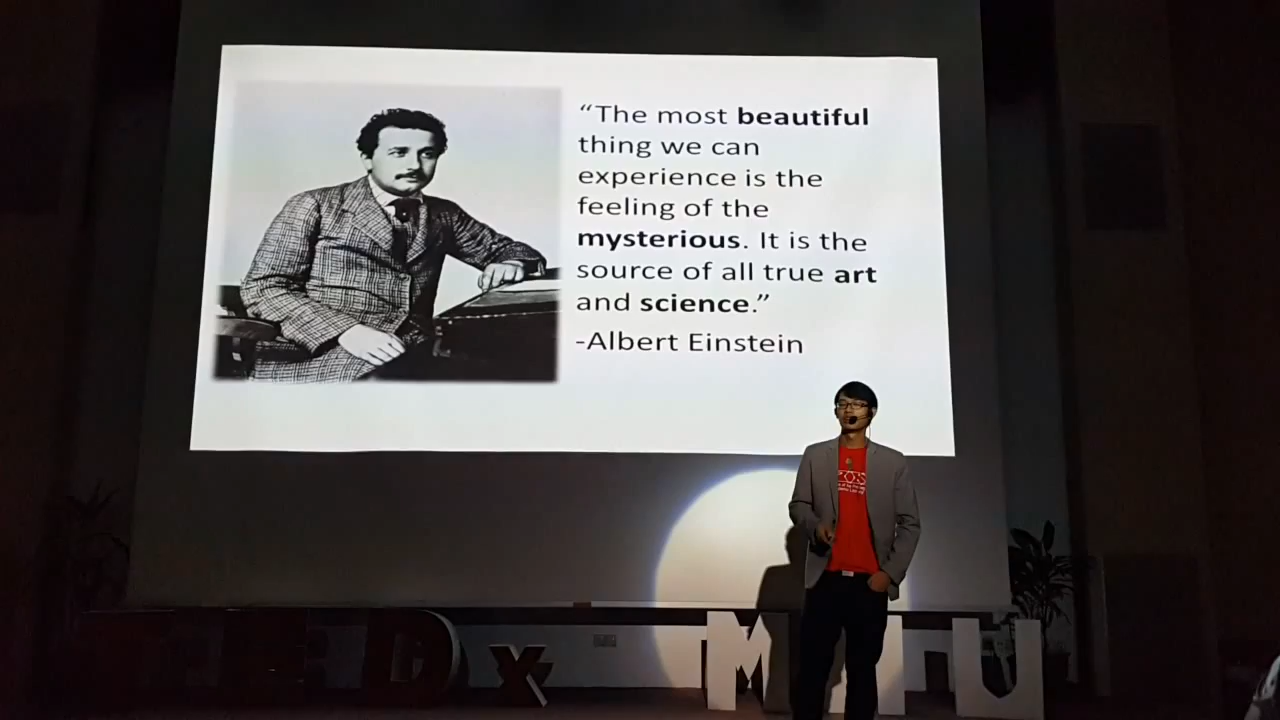 “The most beautiful
thing we can
experience is the
feeling of the
mysterious. It is the
source of all true art
and science.”
-Albert Einstein
TEDx